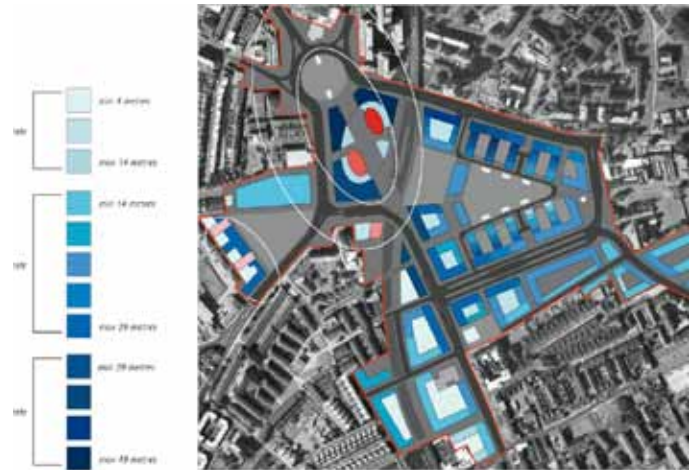 min 4 metres
max 14 metres
min 14 metres
max 29 metres
min 29 metres
max 49 metres